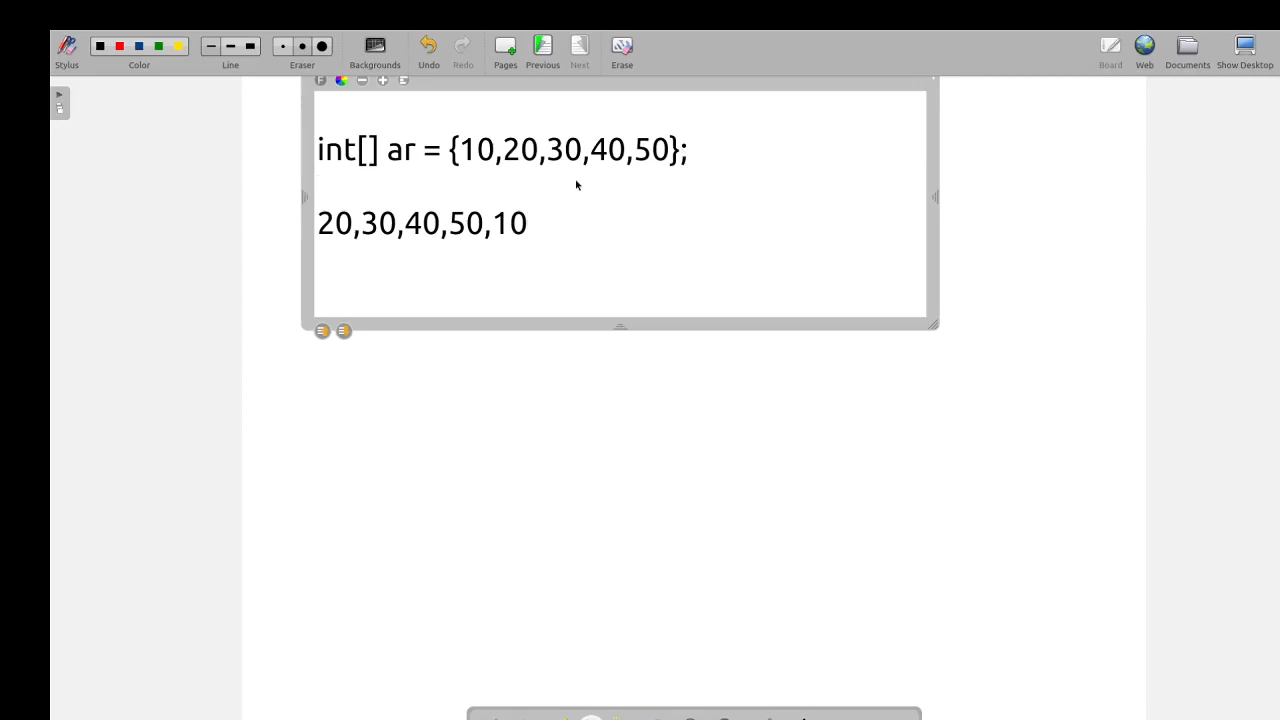 Stylus Color Line Eraser Backgrounds Undo Redo Pages Previous Next Erase Board Web Documents Show Desktop
int[] ar = {10,20,30,40,50};
20,30,40,50,10